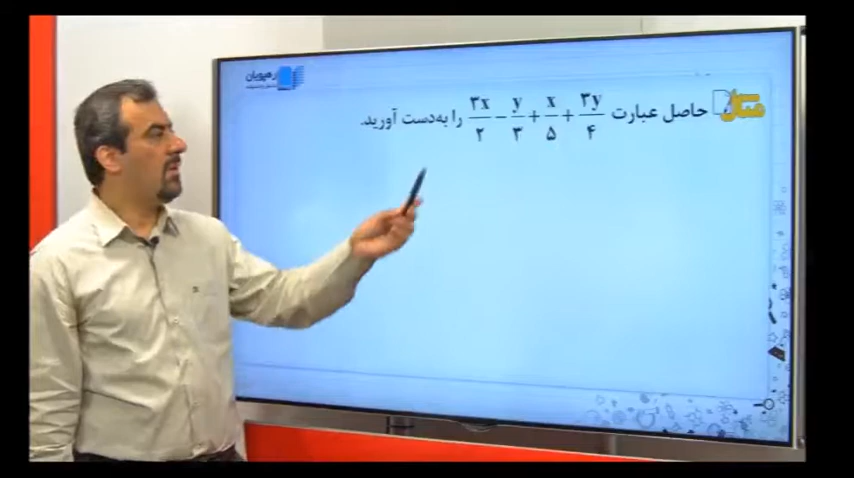 رهپویان
مثال
حاصل عبارت ۳x/۲ − y/۳ + x/۵ + ۳y/۴ را به‌دست آورید.